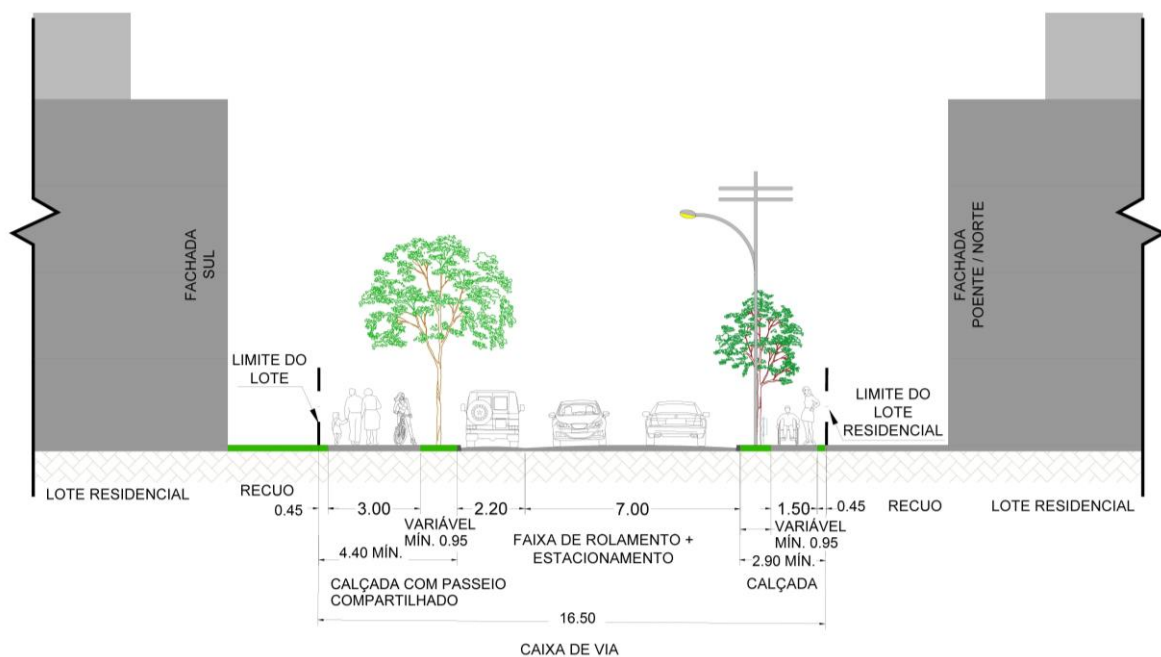 FACHADA
SUL
FACHADA
POENTE / NORTE
LIMITE DO
LOTE
LIMITE DO
LOTE
RESIDENCIAL
LOTE RESIDENCIAL
RECUO
0.45
3.00
VARIÁVEL
MÍN. 0.95
2.20
7.00
1.50
VARIÁVEL
MÍN. 0.95
0.45
RECUO
LOTE RESIDENCIAL
FAIXA DE ROLAMENTO +
ESTACIONAMENTO
4.40 MÍN.
2.90 MÍN.
CALÇADA COM PASSEIO
COMPARTILHADO
CALÇADA
16.50
CAIXA DE VIA